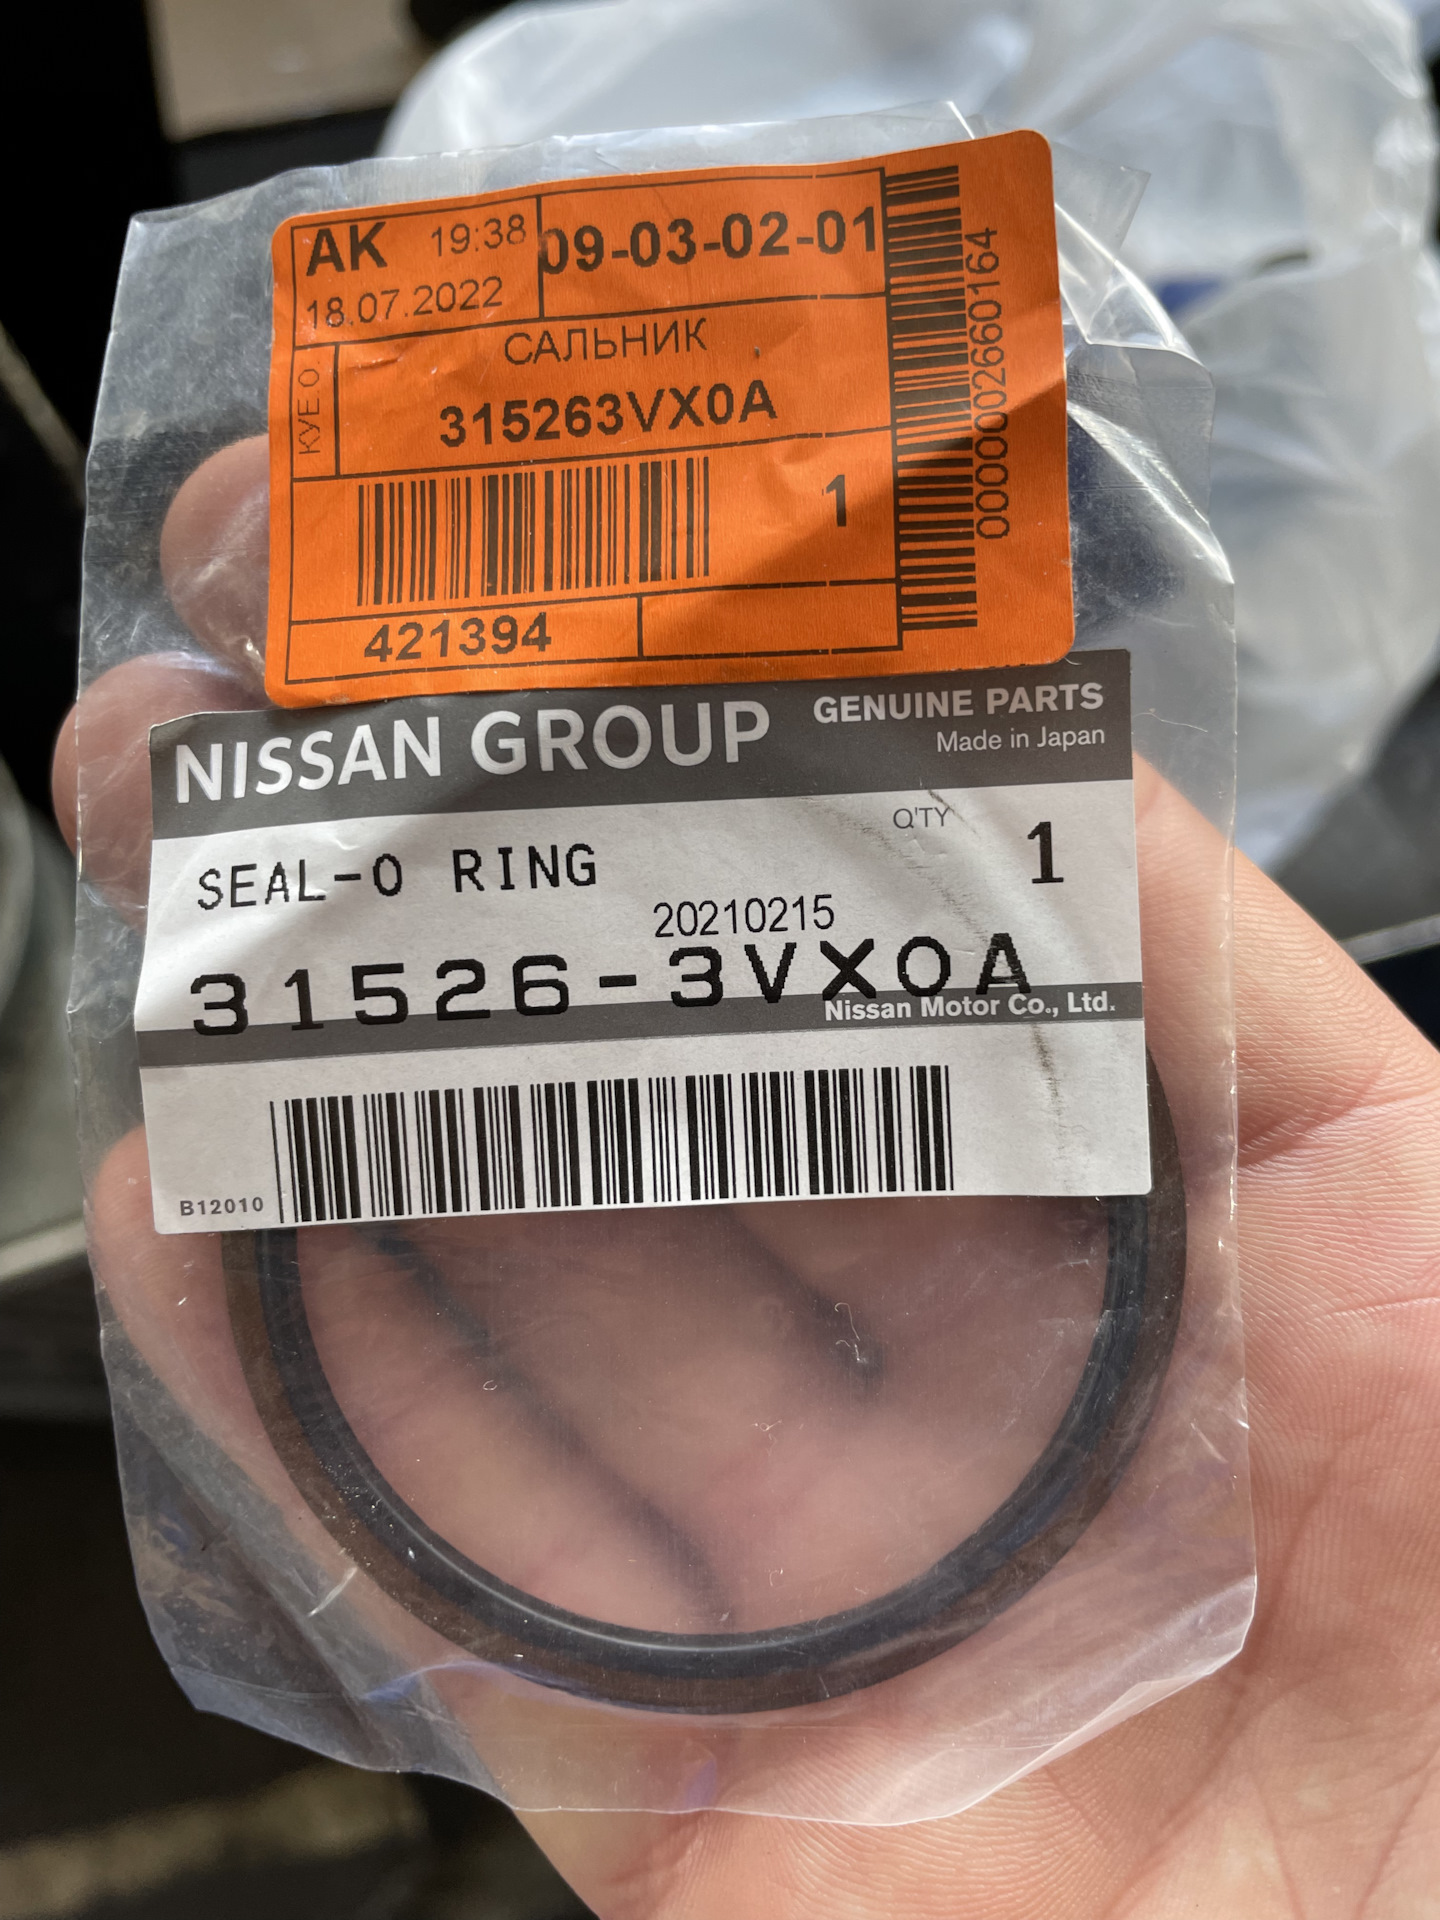 AK 19:38
18.07.2022
09-03-02-01
САЛЬНИК
КУЕ.О.
315263VX0A
1
421394
0000002660164
NISSAN GROUP
GENUINE PARTS
Made in Japan
Q'TY
1
SEAL-O RING
20210215
31526-3VX0A
Nissan Motor Co., Ltd.
B12010